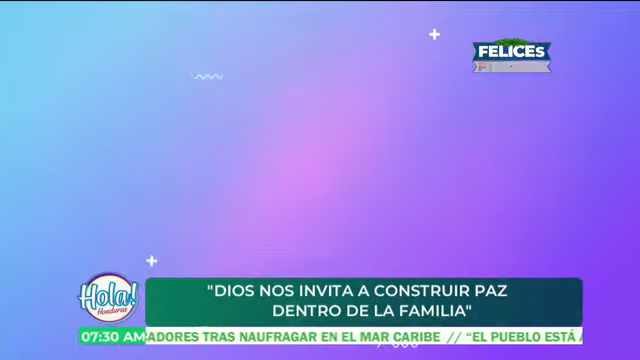 FELICES
"DIOS NOS INVITA A CONSTRUIR PAZ
DENTRO DE LA FAMILIA"
Hola!
Honduras
07:30 AM
ADORES TRAS NAUFRAGAR EN EL MAR CARIBE // “EL PUEBLO ESTÁ A